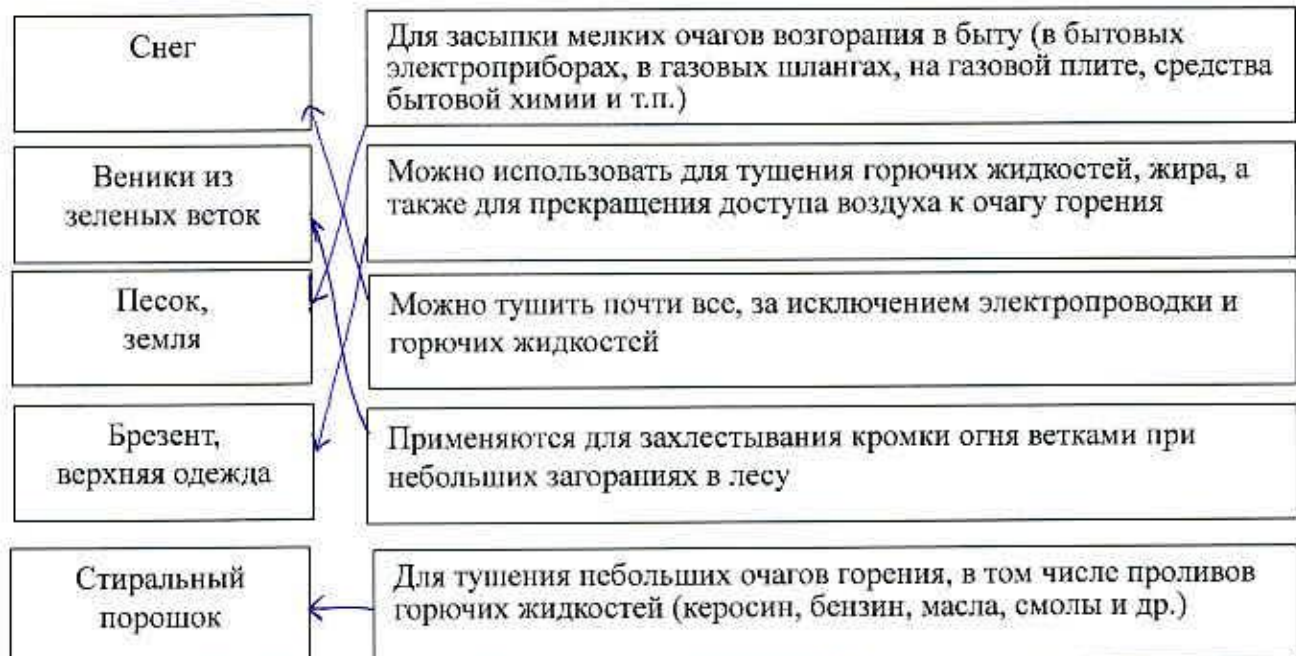 Снег
Для засыпки мелких очагов возгорания в быту (в бытовых
электроприборах, в газовых шлангах, на газовой плите, средства
бытовой химии и т.п.)
Веники из
зеленых веток
Можно использовать для тушения горючих жидкостей, жира, а
также для прекращения доступа воздуха к очагу горения
Песок,
земля
Можно тушить почти все, за исключением электропроводки и
горючих жидкостей
Брезент,
верхняя одежда
Применяются для захлестывания кромки огня ветками при
небольших загораниях в лесу
Стиральный
порошок
Для тушения небольших очагов горения, в том числе проливов
горючих жидкостей (керосин, бензин, масла, смолы и др.)